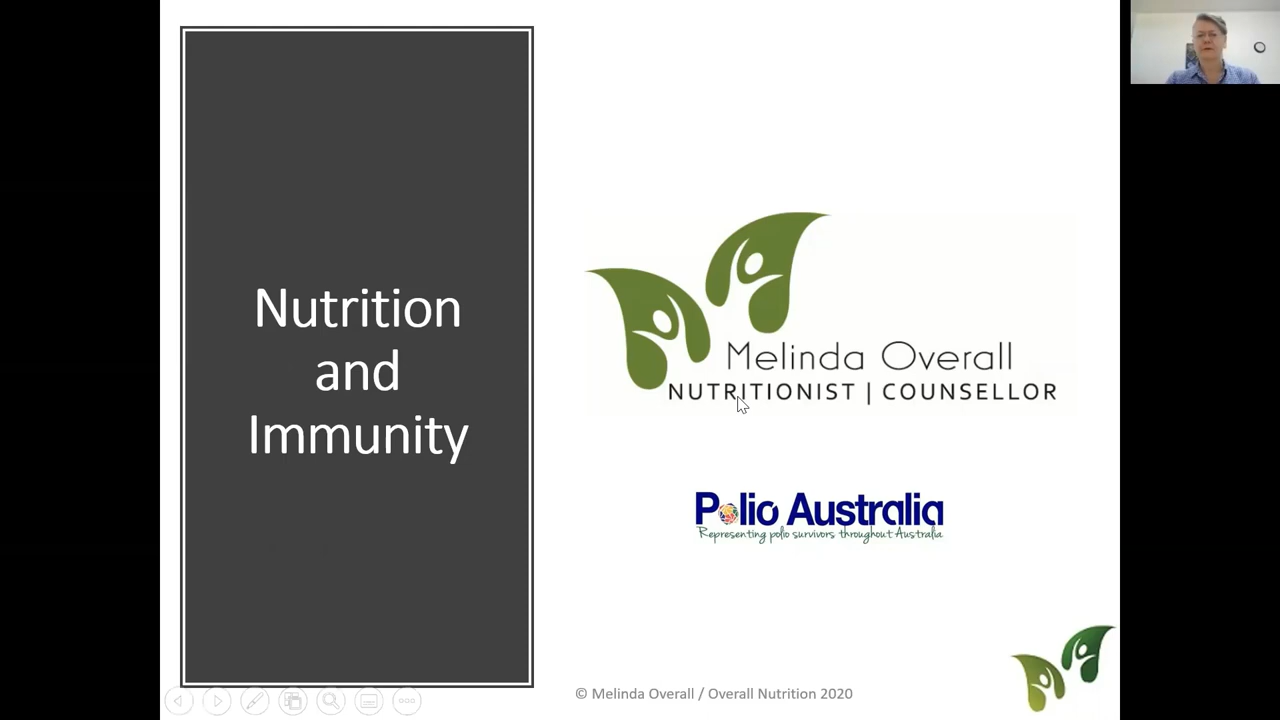 Nutrition
and
Immunity
Melinda Overall
NUTRITIONIST | COUNSELLOR
Polio Australia
Representing polio survivors throughout Australia
© Melinda Overall / Overall Nutrition 2020